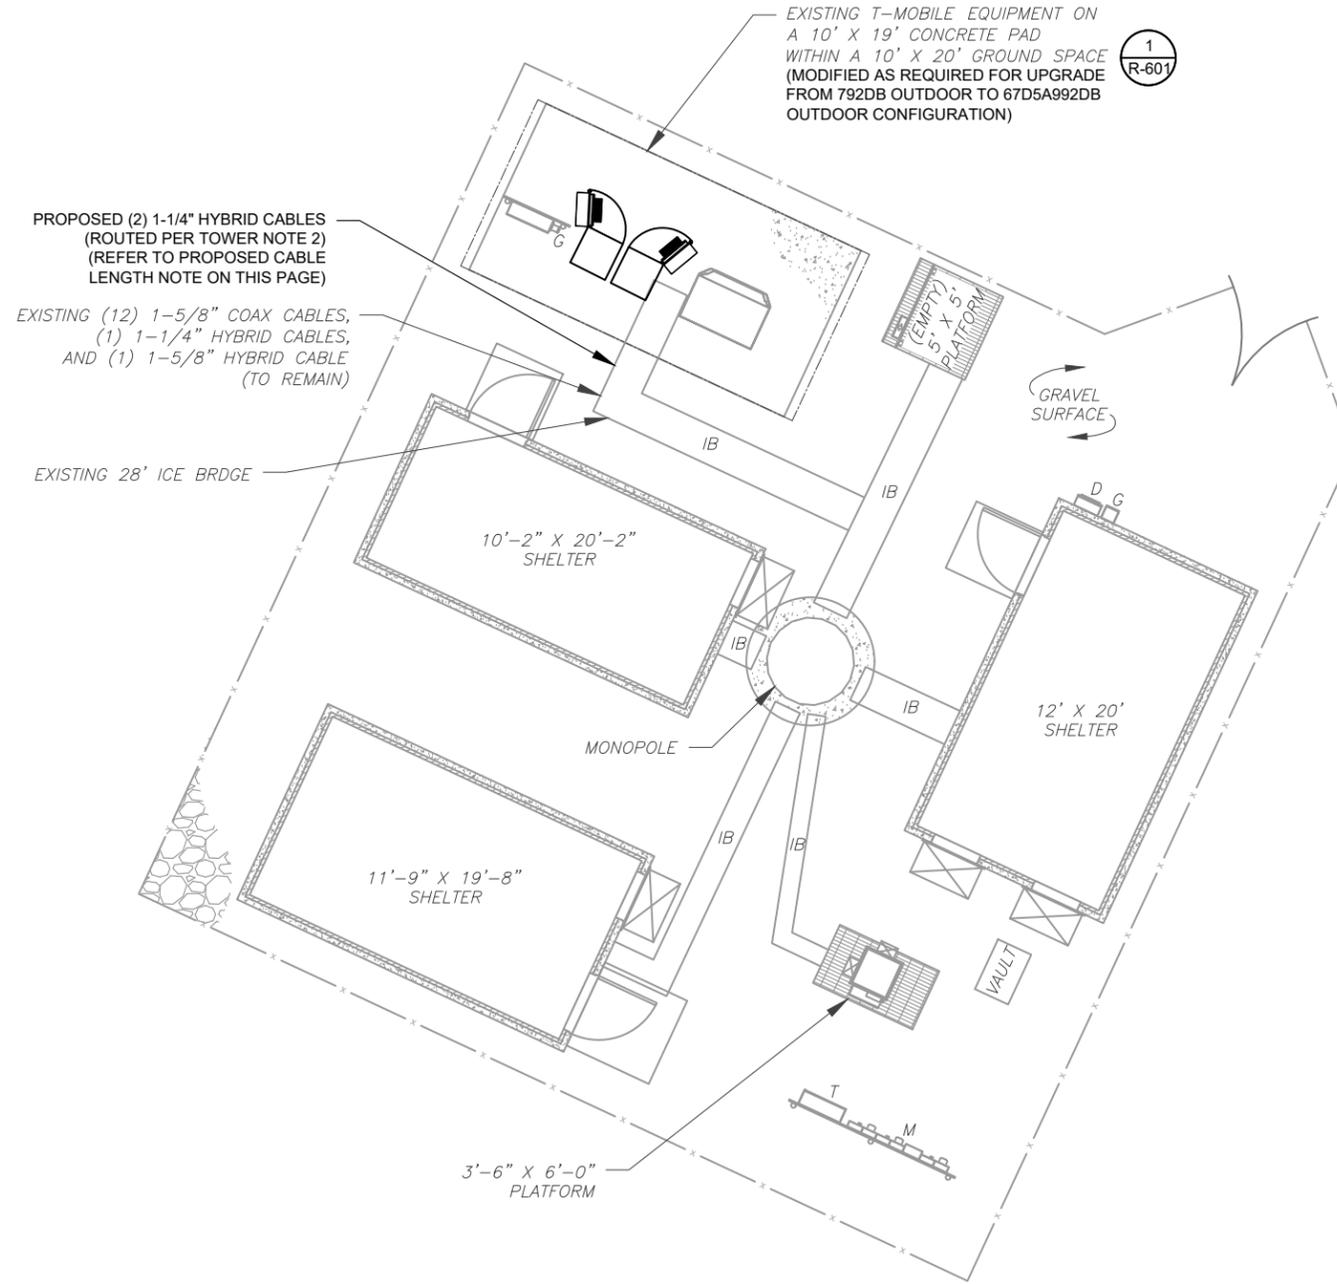 EXISTING T-MOBILE EQUIPMENT ON
A 10' X 19' CONCRETE PAD
WITHIN A 10' X 20' GROUND SPACE
(MODIFIED AS REQUIRED FOR UPGRADE
FROM 792DB OUTDOOR TO 67D5A992DB
OUTDOOR CONFIGURATION)
1
R-601
PROPOSED (2) 1-1/4" HYBRID CABLES
(ROUTED PER TOWER NOTE 2)
(REFER TO PROPOSED CABLE
LENGTH NOTE ON THIS PAGE)
G
EXISTING (12) 1-5/8" COAX CABLES,
(1) 1-1/4" HYBRID CABLES,
AND (1) 1-5/8" HYBRID CABLE
(TO REMAIN)
(EMPTY)
5' X 5'
PLATFORM
GRAVEL
SURFACE
EXISTING 28' ICE BRDGE
IB
IB
D
G
10'-2" X 20'-2"
SHELTER
IB
IB
12' X 20'
SHELTER
MONOPOLE
IB
IB
11'-9" X 19'-8"
SHELTER
VAULT
T
M
3'-6" X 6'-0"
PLATFORM